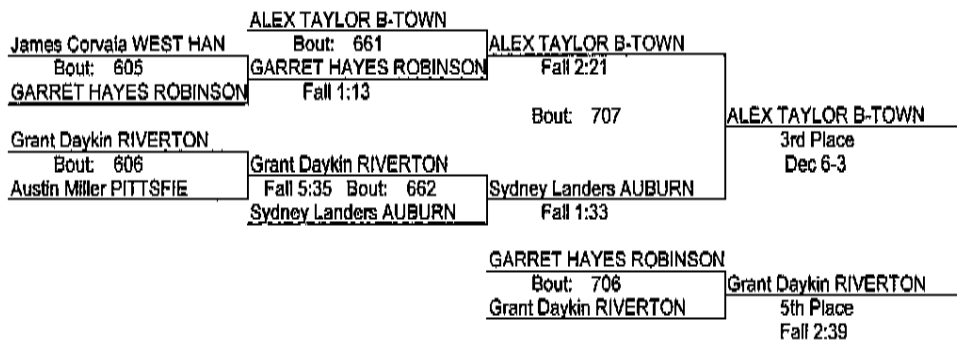 ALEX TAYLOR B-TOWN
James Corvaia WEST HAN
Bout: 661
ALEX TAYLOR B-TOWN
Bout: 605
GARRET HAYES ROBINSON
Fall 2:21
GARRET HAYES ROBINSON
Fall 1:13
Bout: 707
ALEX TAYLOR B-TOWN
Grant Daykin RIVERTON
3rd Place
Bout: 606
Grant Daykin RIVERTON
Dec 6-3
Austin Miller PITTSFIE
Fall 5:35 Bout: 662
Sydney Landers AUBURN
Sydney Landers AUBURN
Fall 1:33
GARRET HAYES ROBINSON
Bout: 706
Grant Daykin RIVERTON
Grant Daykin RIVERTON
5th Place
Fall 2:39